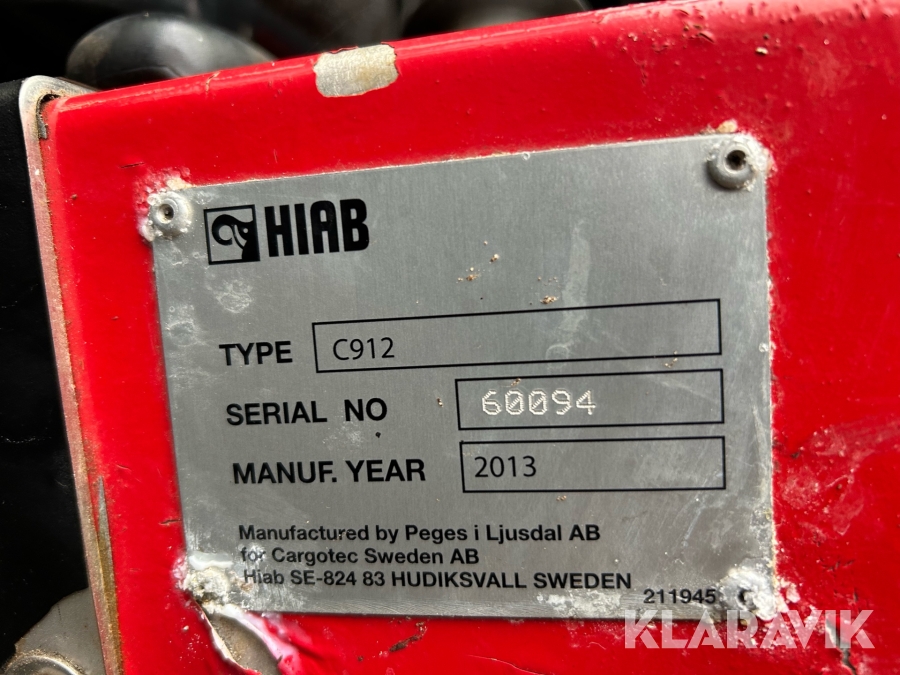 HIAB
TYPE C912
SERIAL NO 60094
MANUF. YEAR 2013
Manufactured by Peges i Ljusdal AB
for Cargotec Sweden AB
Hiab SE-824 83 HUDIKSVALL SWEDEN
211945
KLARAVIK